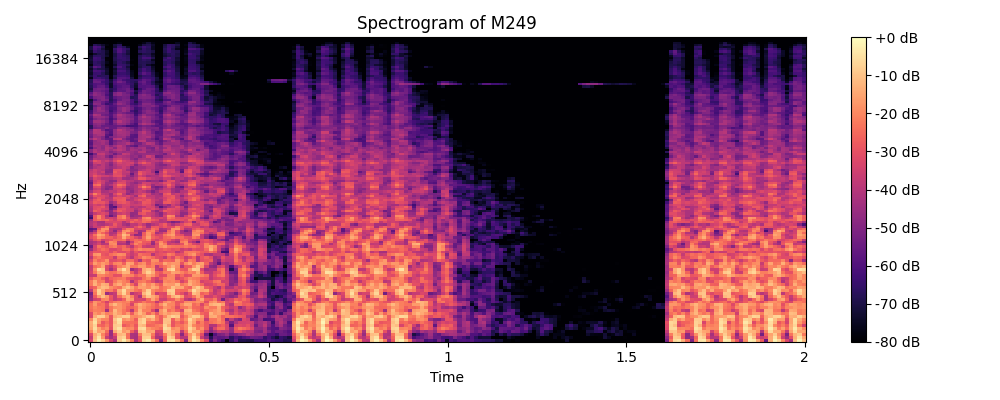 Spectrogram of M249
16384
8192
4096
2048
1024
512
0
Hz
0
0.5
1
1.5
2
Time
+0 dB
-10 dB
-20 dB
-30 dB
-40 dB
-50 dB
-60 dB
-70 dB
-80 dB